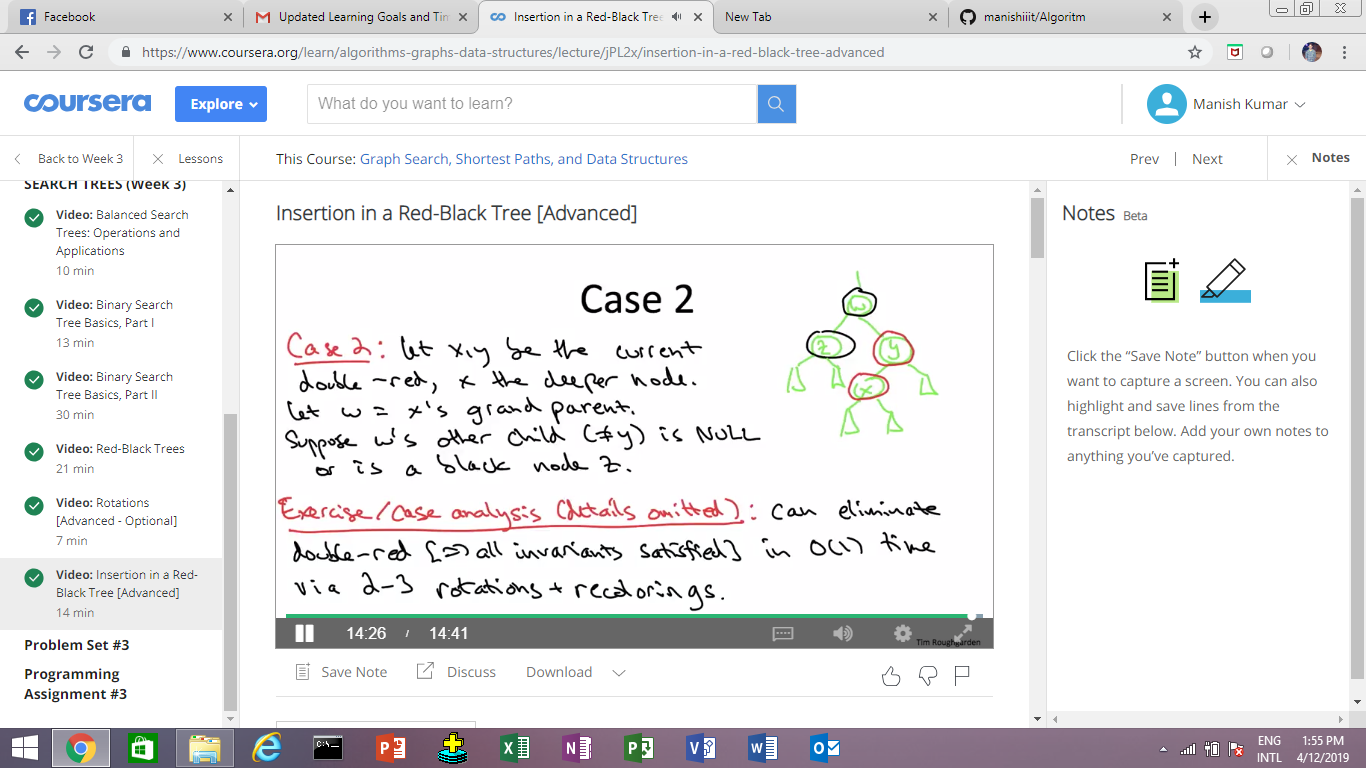 Facebook
Updated Learning Goals and Tim
Insertion in a Red-Black Tree
New Tab
manishiiit/Algoritm
https://www.coursera.org/learn/algorithms-graphs-data-structures/lecture/jPL2x/insertion-in-a-red-black-tree-advanced
coursera
Explore
What do you want to learn?
Manish Kumar
Back to Week 3
Lessons
This Course: Graph Search, Shortest Paths, and Data Structures
Prev | Next
Notes
SEARCH TREES (Week 3)
Video: Balanced Search
Trees: Operations and
Applications
10 min
Video: Binary Search
Tree Basics, Part I
13 min
Video: Binary Search
Tree Basics, Part II
30 min
Video: Red-Black Trees
21 min
Video: Rotations
[Advanced - Optional]
7 min
Video: Insertion in a Red-
Black Tree [Advanced]
14 min
Problem Set #3
Programming
Assignment #3
Insertion in a Red-Black Tree [Advanced]
Case 2
Case 2: let x,y be the current
double-red, x the deeper node.
let w = x's grandparent.
Suppose w's other child (≠y) is NULL
or is a black node z.
w
z
y
x
Exercise/case analysis (details omitted): can eliminate
double-red [=> all invariants satisfied] in O(1) time
via 2-3 rotations + recolorings.
14:26 / 14:41
Tim Roughgarden
Save Note
Discuss
Download
Notes Beta
Click the “Save Note” button when you
want to capture a screen. You can also
highlight and save lines from the
transcript below. Add your own notes to
anything you’ve captured.
ENG
INTL
1:55 PM
4/12/2019